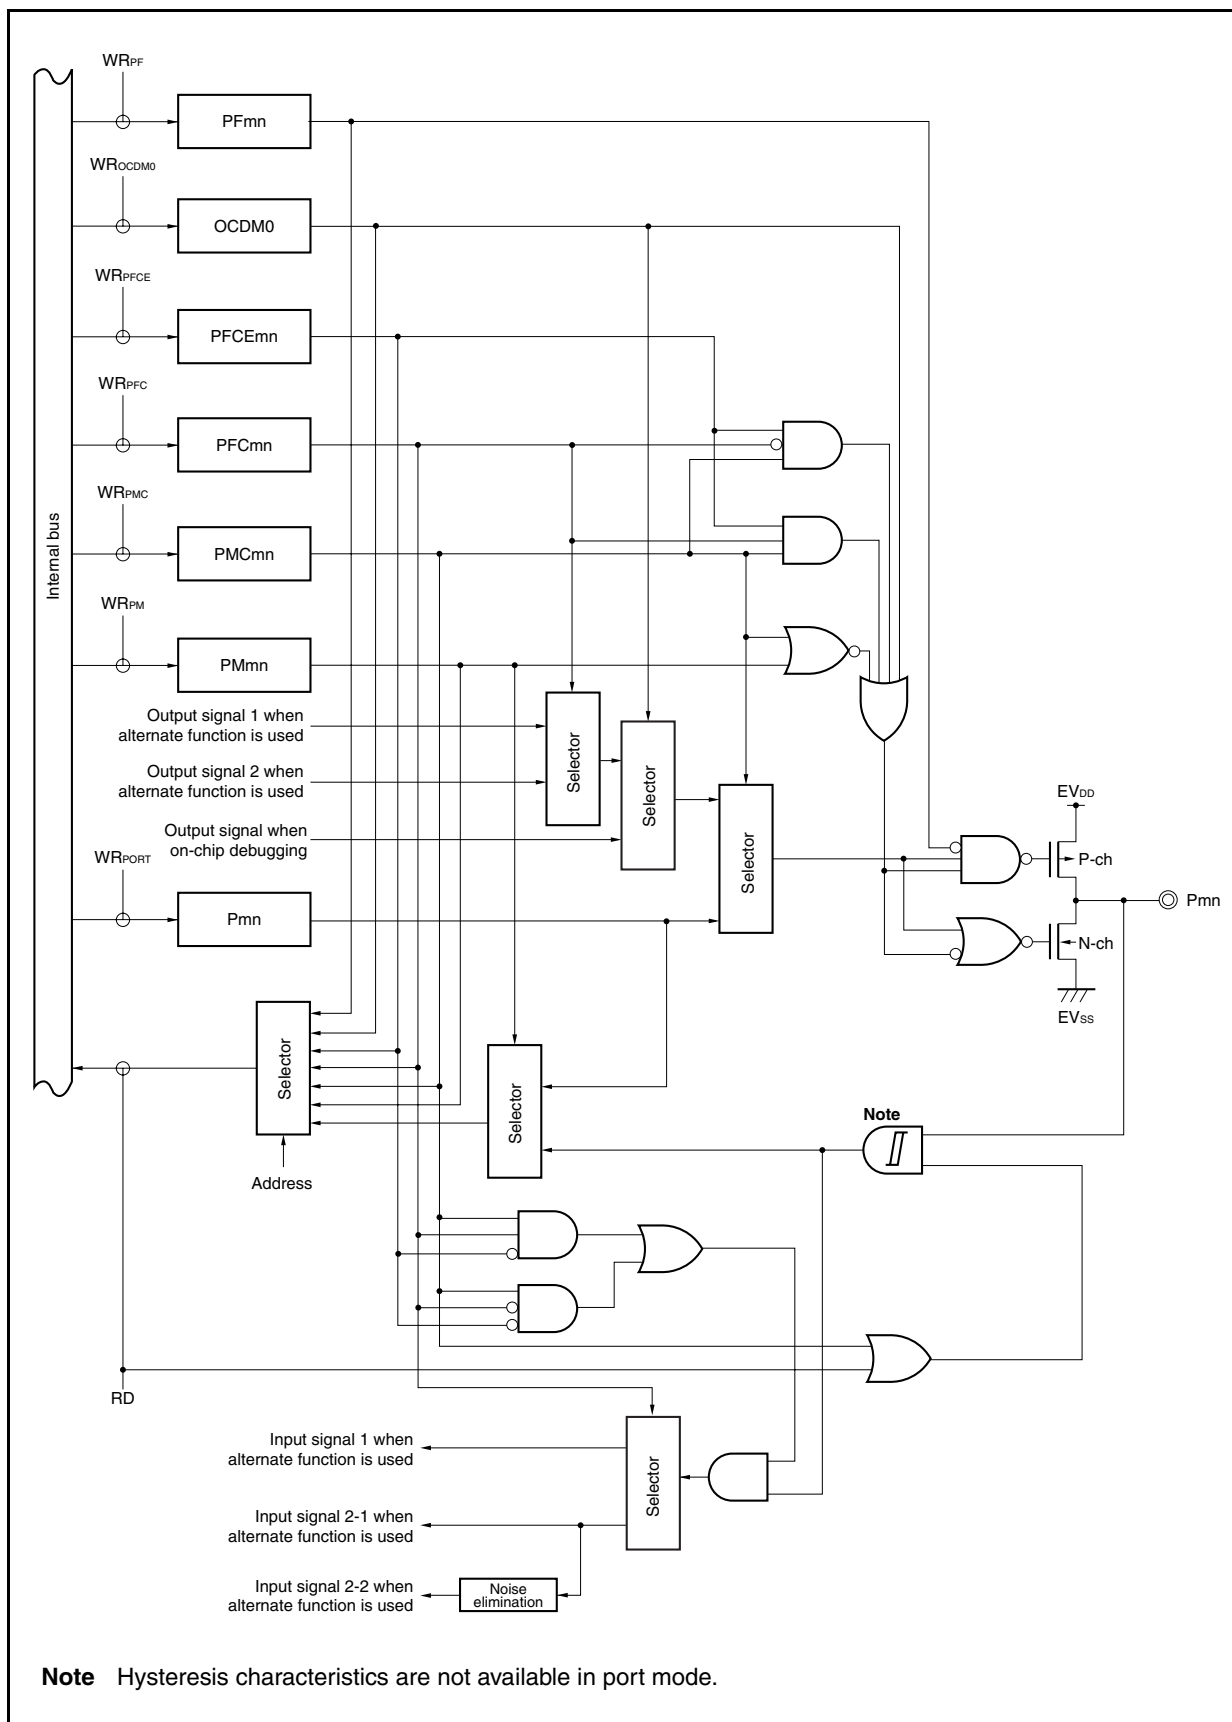 WRPF
PFmn
WROCDM0
OCDM0
WRPFCE
PFCEmn
WRPFC
PFCmn
WRPMC
Internal bus
PMCmn
WRPM
PMmn
Output signal 1 when
alternate function is used
Output signal 2 when
alternate function is used
Output signal when
on-chip debugging
Selector
Selector
Selector
WRPORT
Pmn
EVDD
P-ch
Pmn
N-ch
EVSS
Selector
Selector
Address
Note
RD
Input signal 1 when
alternate function is used
Selector
Input signal 2-1 when
alternate function is used
Input signal 2-2 when
alternate function is used
Noise
elimination
Note Hysteresis characteristics are not available in port mode.